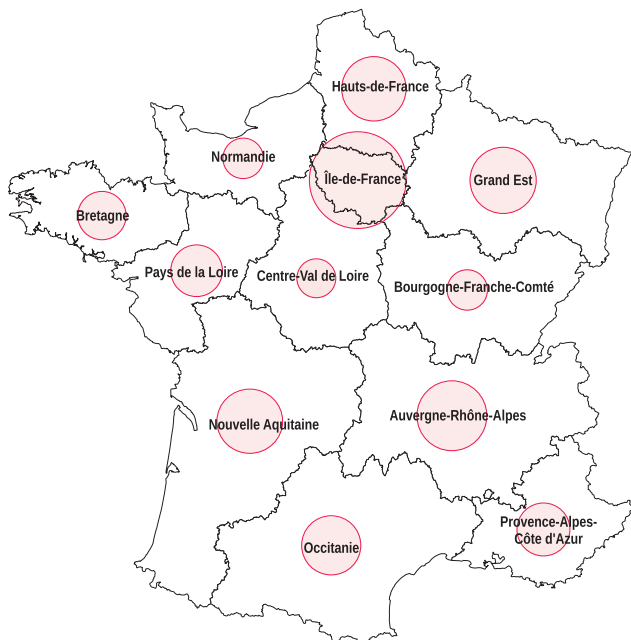 Hauts-de-France
Normandie
Île-de-France
Grand Est
Bretagne
Pays de la Loire
Centre-Val de Loire
Bourgogne-Franche-Comté
Nouvelle Aquitaine
Auvergne-Rhône-Alpes
Provence-Alpes-
Côte d'Azur
Occitanie